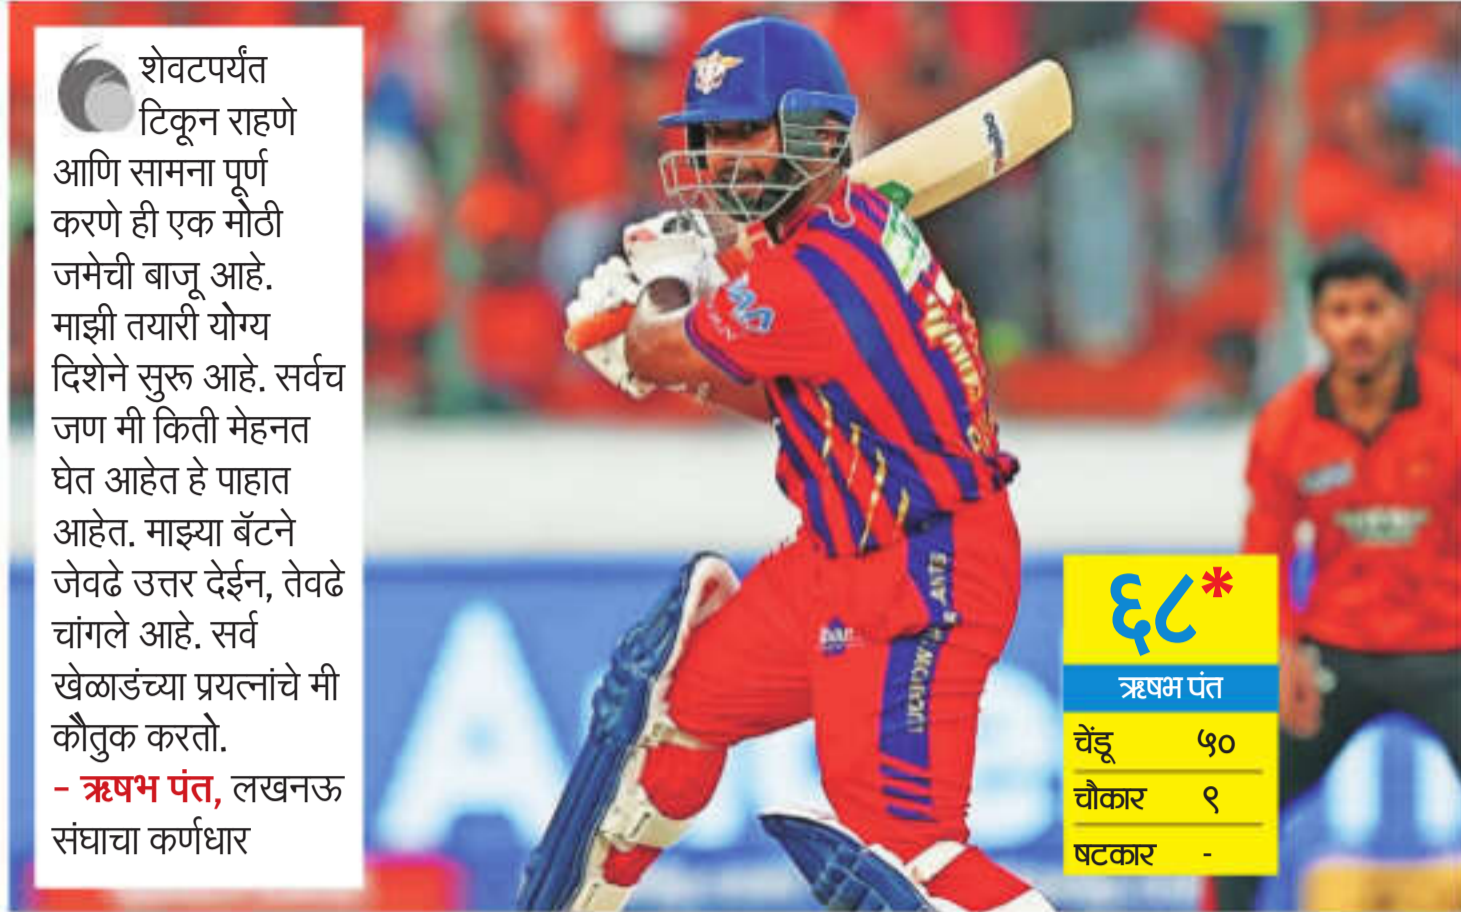 शेवटपर्यंत
टिकून राहणे
आणि सामना पूर्ण
करणे ही एक मोठी
जमेची बाजू आहे.
माझी तयारी योग्य
दिशेने सुरू आहे. सर्वच
जण मी किती मेहनत
घेत आहेत हे पाहात
आहेत. माझ्या बॅटने
जेवढे उत्तर देईन, तेवढे
चांगले आहे. सर्व
खेळाडंच्या प्रयत्नांचे मी
कौतुक करतो.
– ऋषभ पंत, लखनऊ
संघाचा कर्णधार
६८*
ऋषभ पंत
चेंडू ५०
चौकार ९
षटकार -